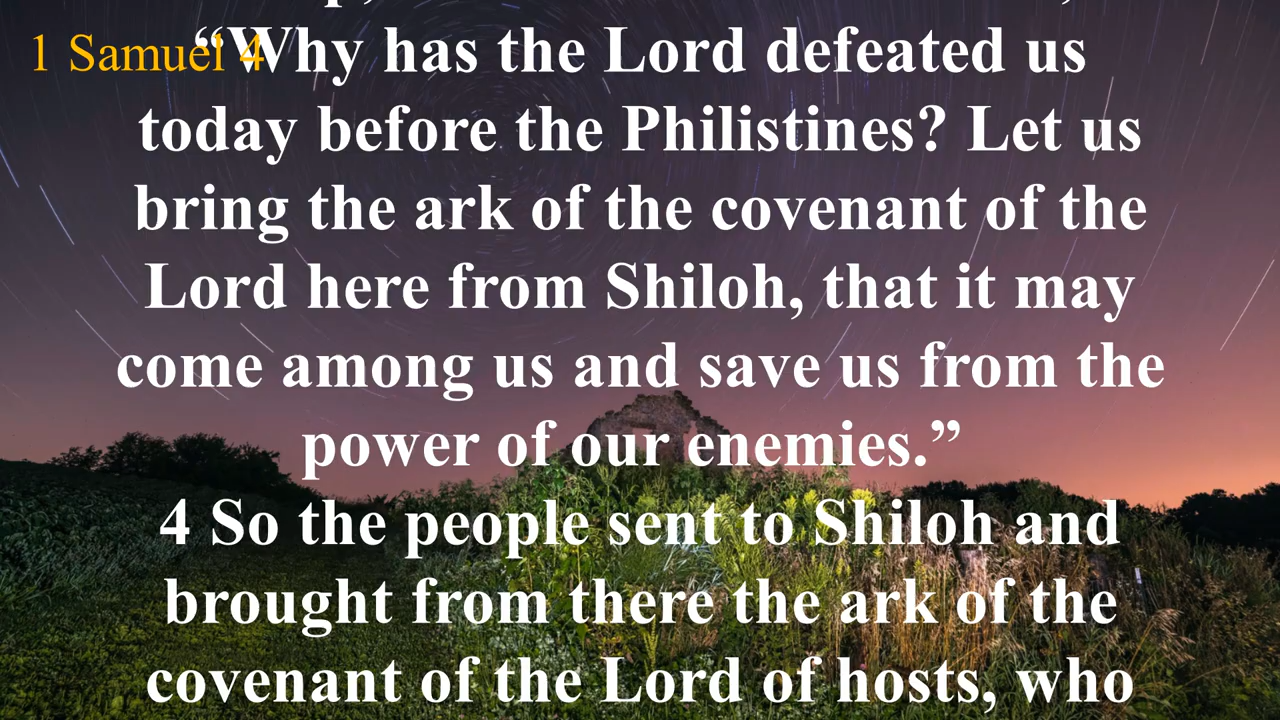 1 Samuel 4
“Why has the Lord defeated us
today before the Philistines? Let us
bring the ark of the covenant of the
Lord here from Shiloh, that it may
come among us and save us from the
power of our enemies.”
4 So the people sent to Shiloh and
brought from there the ark of the
covenant of the Lord of hosts, who